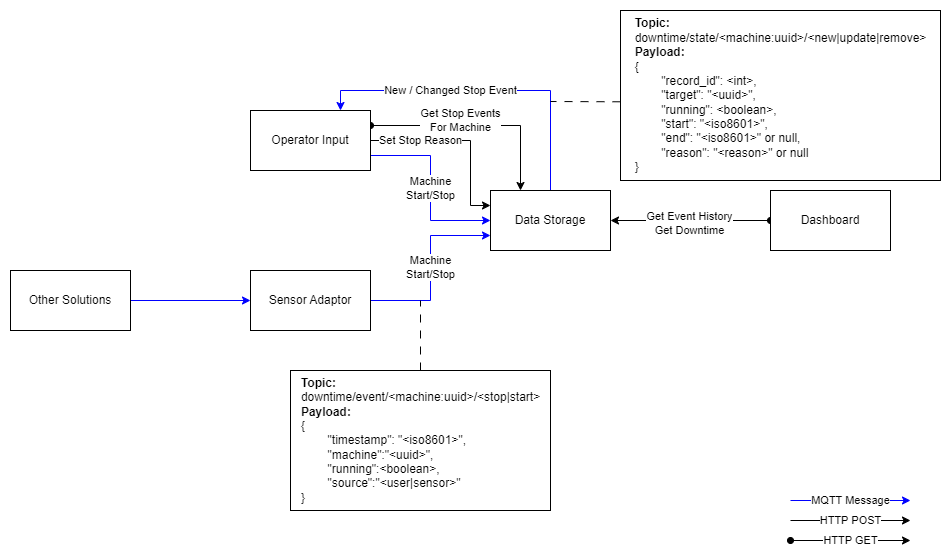 Topic:
downtime/state/<machine:uuid>/<new|update|remove>
Payload:
{
"record_id": <int>,
"target": "<uuid>",
"running": <boolean>,
"start": "<iso8601>",
"end": "<iso8601>" or null,
"reason": "<reason>" or null
}
New / Changed Stop Event
Operator Input
Get Stop Events
For Machine
Set Stop Reason
Machine
Start/Stop
Data Storage
Get Event History
Get Downtime
Dashboard
Machine
Start/Stop
Other Solutions
Sensor Adaptor
Topic:
downtime/event/<machine:uuid>/<stop|start>
Payload:
{
"timestamp": "<iso8601>",
"machine":"<uuid>",
"running":<boolean>,
"source":"<user|sensor>"
}
MQTT Message
HTTP POST
HTTP GET